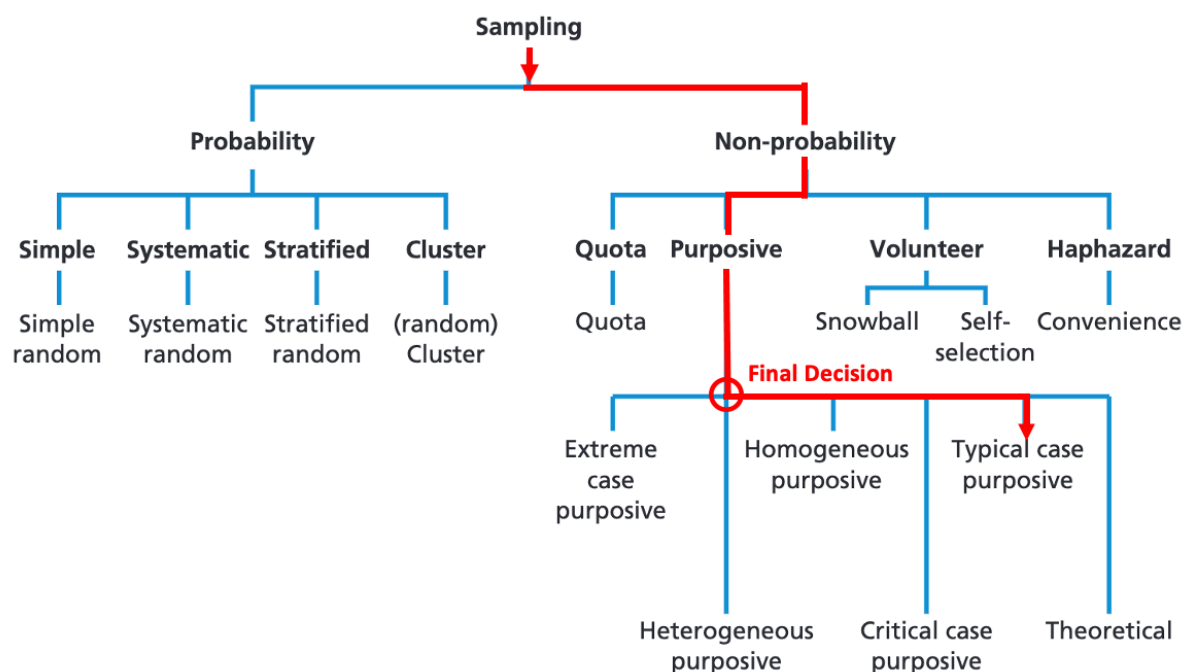 Sampling
Probability
Non-probability
Simple
Systematic
Stratified
Cluster
Quota
Purposive
Volunteer
Haphazard
Simple
random
Systematic
random
Stratified
random
(random)
Cluster
Quota
Snowball
Self-
selection
Convenience
Final Decision
Extreme
case
purposive
Homogeneous
purposive
Typical case
purposive
Heterogeneous
purposive
Critical case
purposive
Theoretical